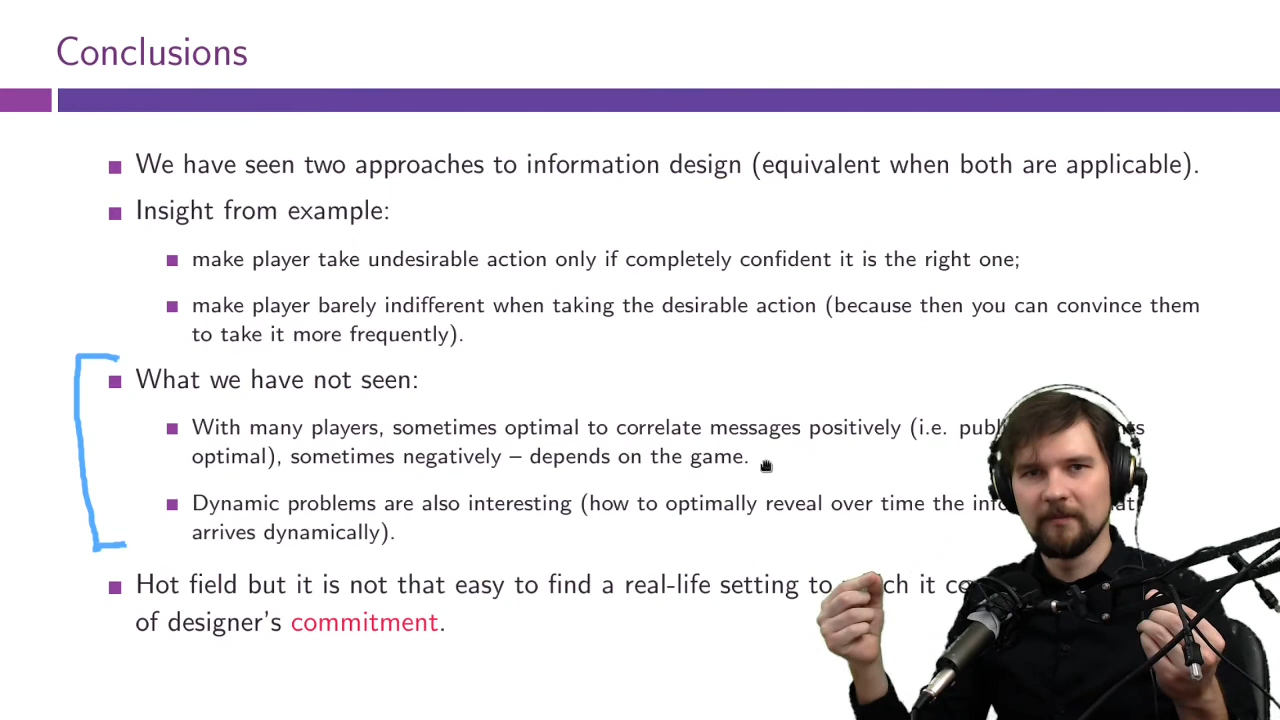 Conclusions
We have seen two approaches to information design (equivalent when both are applicable).
Insight from example:
make player take undesirable action only if completely confident it is the right one;
make player barely indifferent when taking the desirable action (because then you can convince them
to take it more frequently).
What we have not seen:
With many players, sometimes optimal to correlate messages positively (i.e.
optimal), sometimes negatively – depends on the game.
Dynamic problems are also interesting (how to optimally reveal over time the
arrives dynamically).
Hot field but it is not that easy to find a real-life setting to it
of designer's commitment.